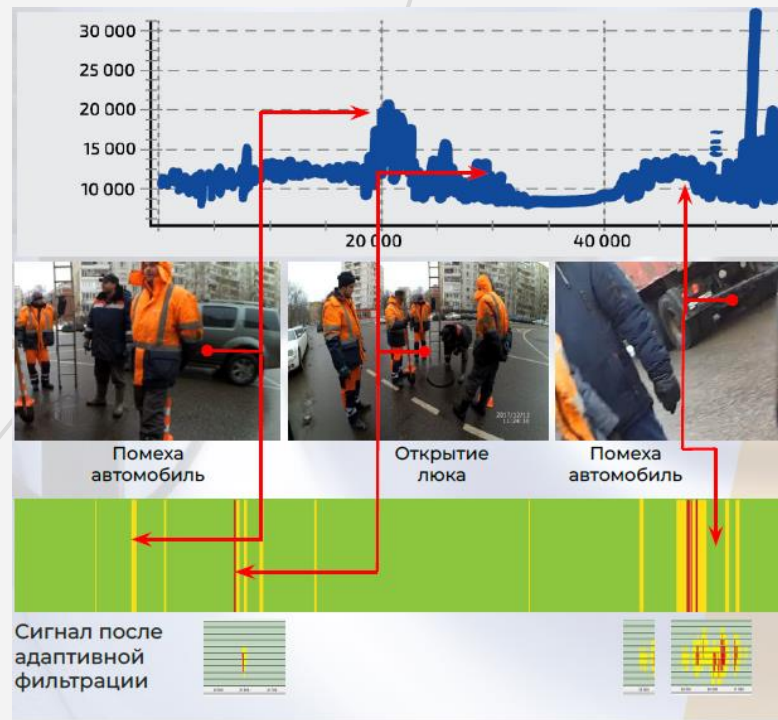 30 000
25 000
20 000
15 000
10 000
20 000
40 000
Помеха
автомобиль
Открытие
люка
Помеха
автомобиль
Сигнал после
адаптивной
фильтрации